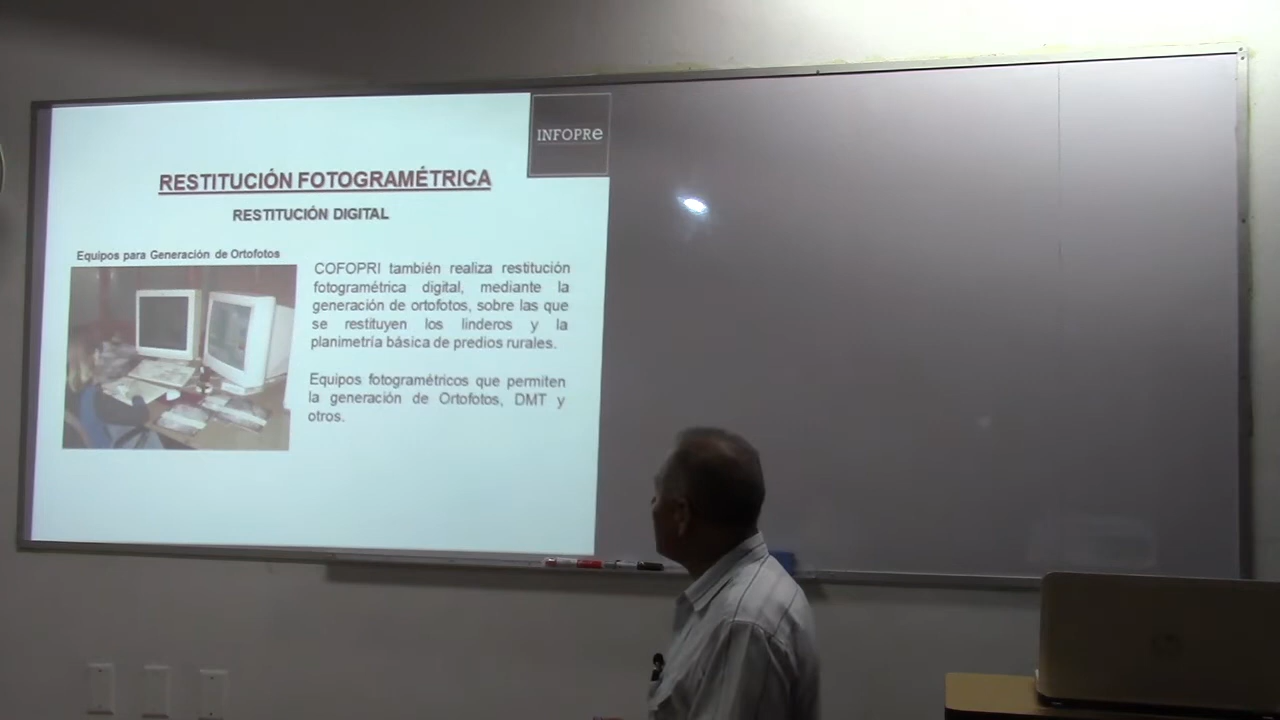 INFOPRe
RESTITUCIÓN FOTOGRAMÉTRICA
RESTITUCIÓN DIGITAL
Equipos para Generación de Ortofotos
COFOPRI también realiza restitución
fotogramétrica digital, mediante la
generación de ortofotos, sobre las que
se restituyen los linderos y la
planimetría básica de predios rurales.
Equipos fotogramétricos que permiten
la generación de Ortofotos, DMT y
otros.